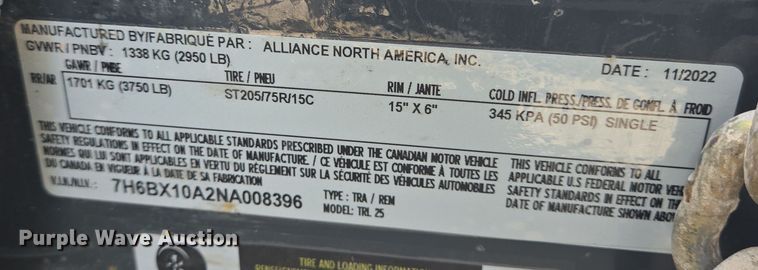 MANUFACTURED BY/FABRIQUÉ PAR : ALLIANCE NORTH AMERICA, INC.
GVWR / PNBV : 1338 KG (2950 LB) DATE : 11/2022
GAWR / PNBE TIRE / PNEU RIM / JANTE COLD INFL. PRESS/PRESS. DE GONFL. À FROID
RR/AR 1701 KG (3750 LB) ST205/75R/15C 15" X 6" 345 KPA (50 PSI) SINGLE
THIS VEHICLE CONFORMS TO ALL APPLICABLE STANDARDS PRESCRIBED UNDER THE CANADIAN MOTOR VEHICLE
SAFETY REGULATIONS IN EFFECT ON THE DATE OF MANUFACTURE. / CE VÉHICULE EST CONFORME À TOUTES LES
NORMES QUI LUI SONT APPLICABLES EN VERTU DU RÈGLEMENT SUR LA SÉCURITÉ DES VÉHICULES AUTOMOBILES
DU CANADA EN VIGUEUR À LA DATE DE SA FABRICATION
THIS VEHICLE CONFORMS TO ALL
APPLICABLE U.S FEDERAL MOTOR VEH
SAFETY STANDARDS IN EFFECT ON
DATE OF MANUFACTURE SHOWN ABO
V.I.N./N.I.V.: 7H6BX10A2NA008396 TYPE : TRA / REM
MODEL: TRL 25
Purple Wave Auction
TIRE AND LOADING INFORMATION